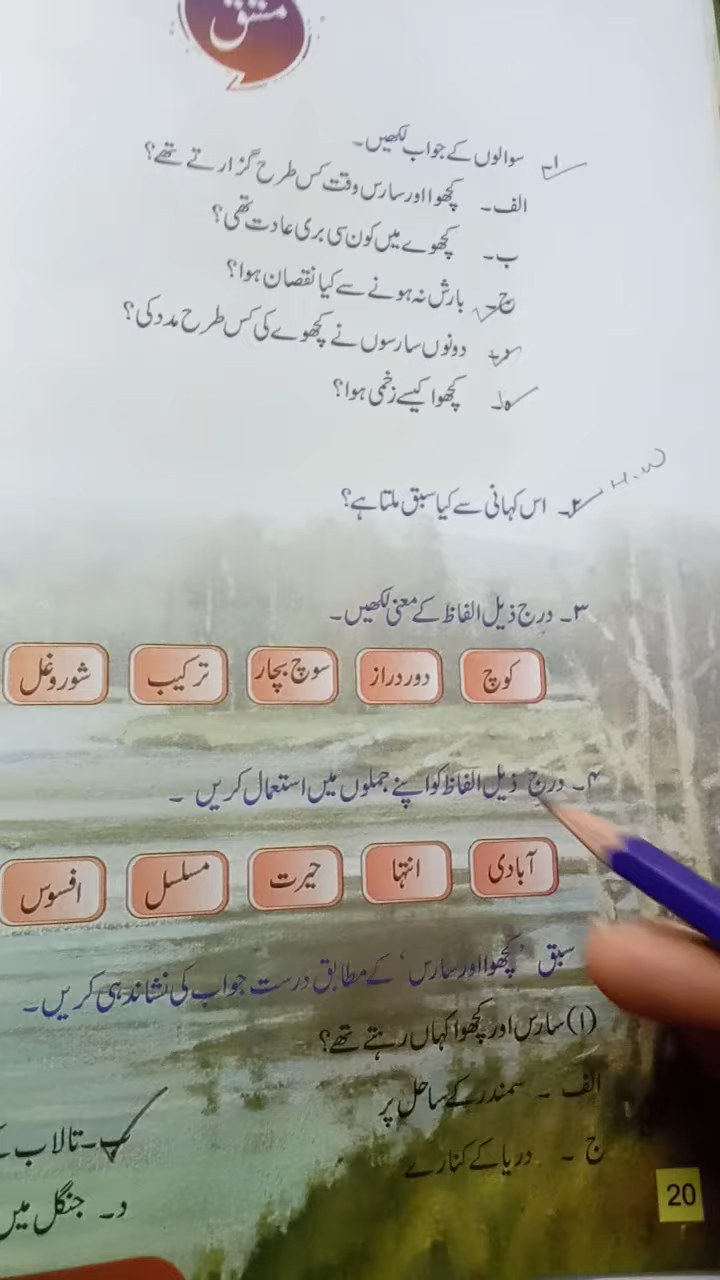 مشق
۱۔ سوالوں کے جواب لکھیں۔
الف۔ کچھوا اور سارس وقت کس طرح گزارتے تھے؟
ب۔ کچھوے میں کون سی بری عادت تھی؟
ج۔ بارش نہ ہونے سے کیا نقصان ہوا؟
د۔ دونوں سارسوں نے کچھوے کی کس طرح مدد کی؟
ہ۔ کچھوا کیسے زخمی ہوا؟
H.W
۲۔ اس کہانی سے کیا سبق ملتا ہے؟
۳۔ درج ذیل الفاظ کے معنی لکھیں۔
کوچ دور دراز سوچ بچار ترکیب شوروغل
۴۔ درج ذیل الفاظ کو اپنے جملوں میں استعمال کریں ۔
آبادی انتہا حیرت مسلسل افسوس
سبق 'کچھوا اور سارس' کے مطابق درست جواب کی نشاندہی کریں۔
(۱) سارس اور کچھوا کہاں رہتے تھے؟
الف ۔ سمندر کے ساحل پر ب۔ تالاب
ج ۔ دریا کے کنارے د۔ جنگل میں
20